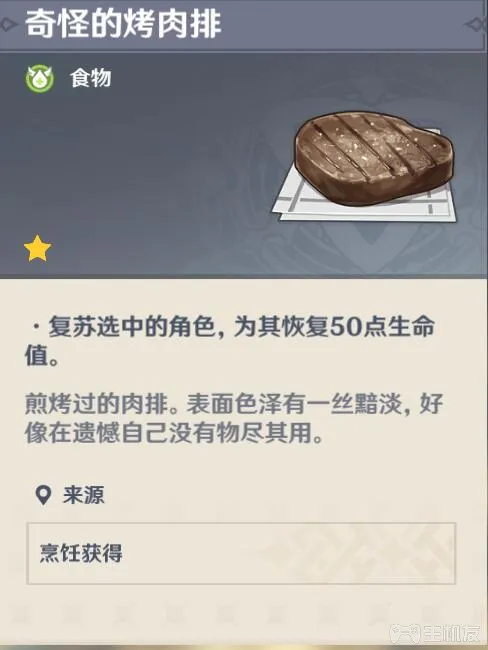 奇怪的烤肉排
食物
·复苏选中的角色，为其恢复50点生命
值。
煎烤过的肉排。表面色泽有一丝黯淡，好
像在遗憾自己没有物尽其用。
来源
烹饪获得
主机友